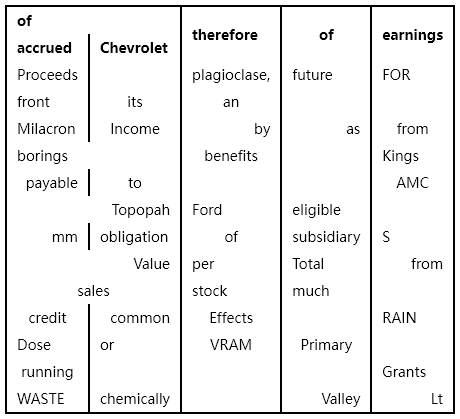 of
accrued Chevrolet therefore of earnings
Proceeds plagioclase, future FOR
front its an
Milacron Income by as from
borings benefits Kings
payable to AMC
Topopah Ford eligible
mm obligation of subsidiary S
Value per Total from
sales stock much
credit common Effects RAIN
Dose or VRAM Primary
running Grants
WASTE chemically Valley Lt